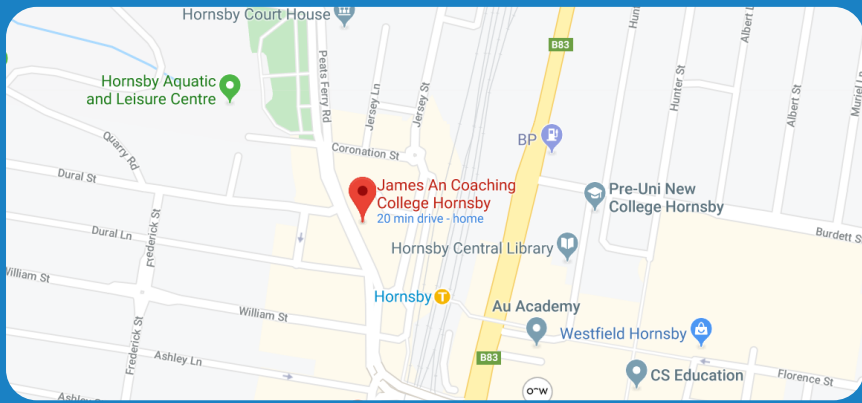 Hornsby Court House
B83
Hornsby Aquatic
and Leisure Centre
Peats Ferry Rd
Jersey Ln
Jersey St
Hunter St
Albert St
Quarry Rd
Coronation St
BP
Dural St
James An Coaching
College Hornsby
20 min drive - home
Pre-Uni New
College Hornsby
Dural Ln
Frederick St
Hornsby Central Library
Burdett S
William St
Hornsby
T
Au Academy
William St
Westfield Hornsby
Frederick St
Ashley Ln
B83
CS Education
Florence St